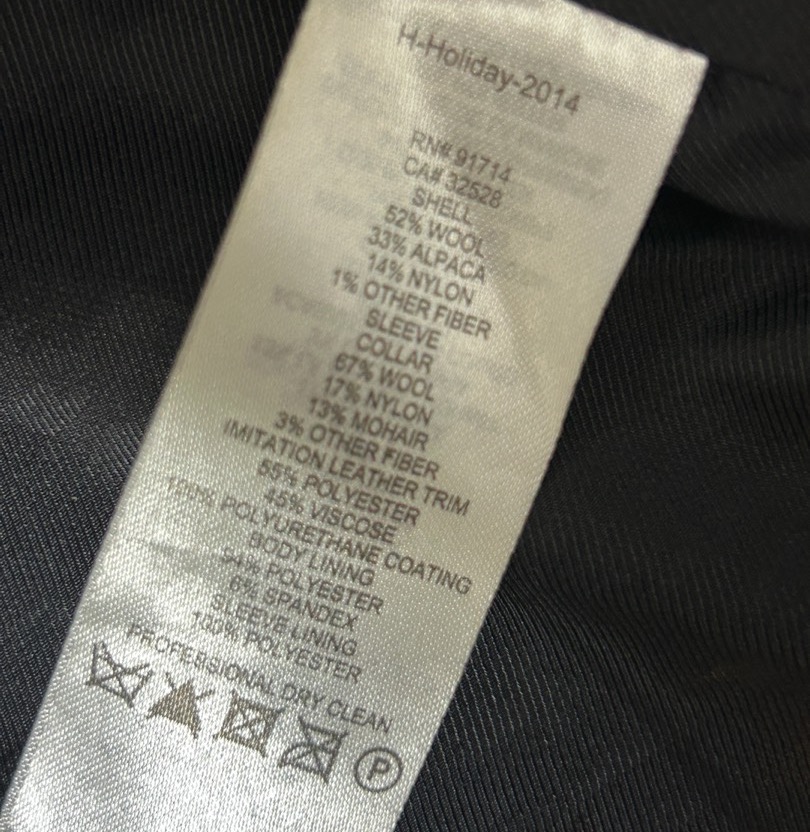 H-Holiday-2014
RN# 91714
CA# 32528
SHELL
52% WOOL
33% ALPACA
14% NYLON
1% OTHER FIBER
SLEEVE
COLLAR
67% WOOL
17% NYLON
13% MOHAIR
3% OTHER FIBER
IMITATION LEATHER TRIM
55% POLYESTER
45% VISCOSE
100% POLYURETHANE COATING
BODY LINING
94% POLYESTER
6% SPANDEX
SLEEVE LINING
100% POLYESTER
PROFESSIONAL DRY CLEAN
P